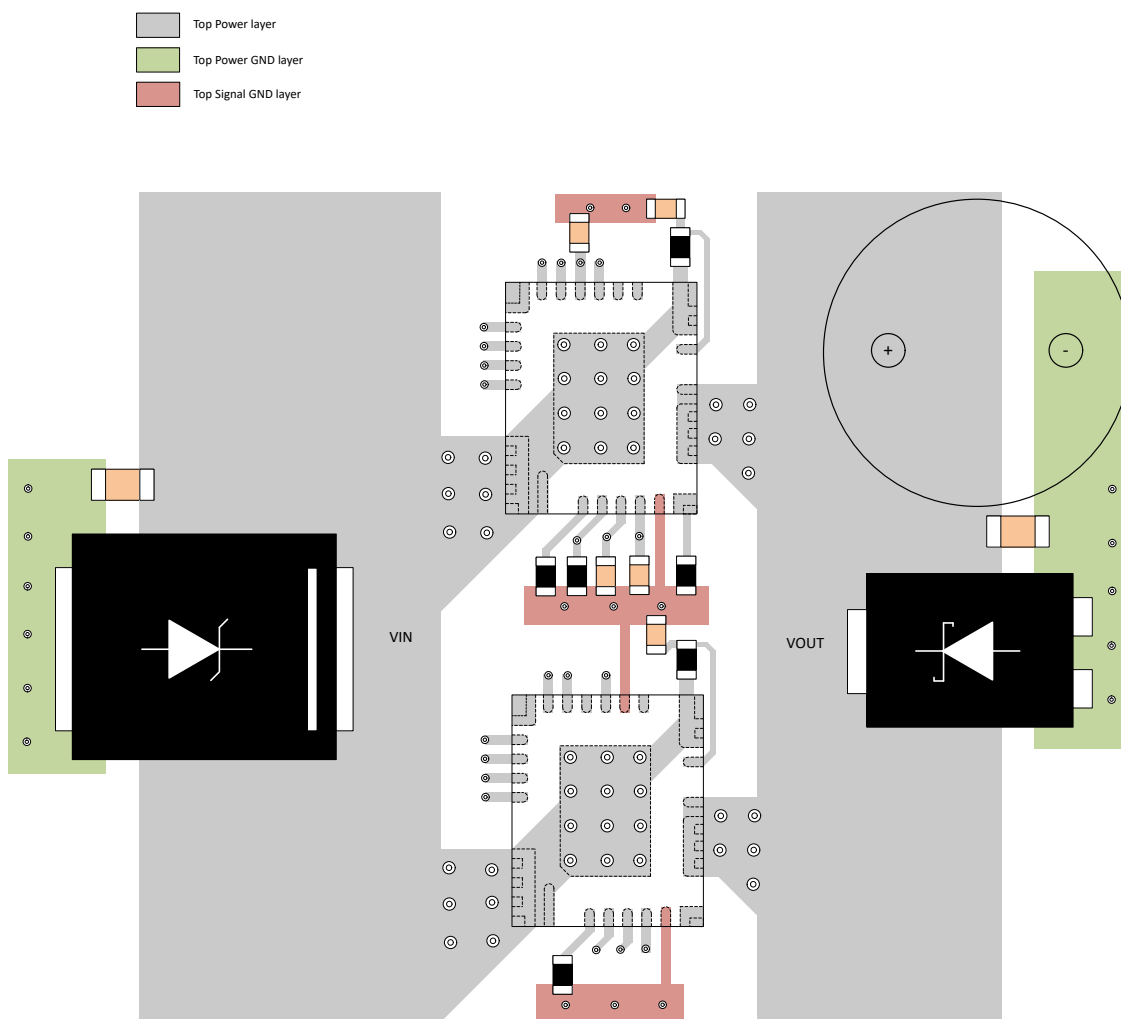 Top Power layer
Top Power GND layer
Top Signal GND layer
+
-
VIN
VOUT